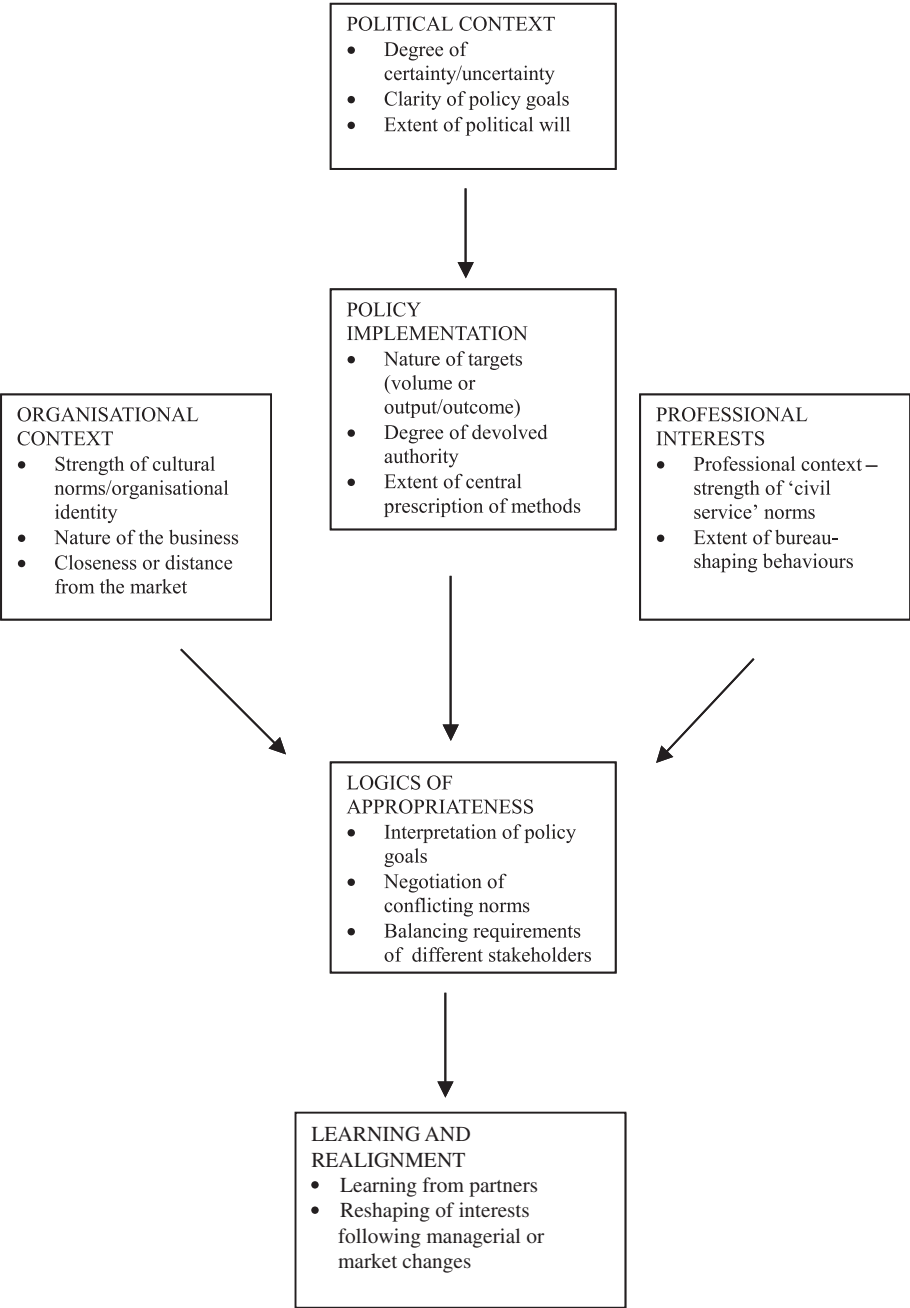 POLITICAL CONTEXT
• Degree of
certainty/uncertainty
• Clarity of policy goals
• Extent of political will
POLICY
IMPLEMENTATION
• Nature of targets
(volume or
output/outcome)
• Degree of devolved
authority
• Extent of central
prescription of methods
ORGANISATIONAL
CONTEXT
• Strength of cultural
norms/organisational
identity
• Nature of the business
• Closeness or distance
from the market
PROFESSIONAL
INTERESTS
• Professional context –
strength of ‘civil
service’ norms
• Extent of bureau-
shaping behaviours
LOGICS OF
APPROPRIATENESS
• Interpretation of policy
goals
• Negotiation of
conflicting norms
• Balancing requirements
of different stakeholders
LEARNING AND
REALIGNMENT
• Learning from partners
• Reshaping of interests
following managerial or
market changes